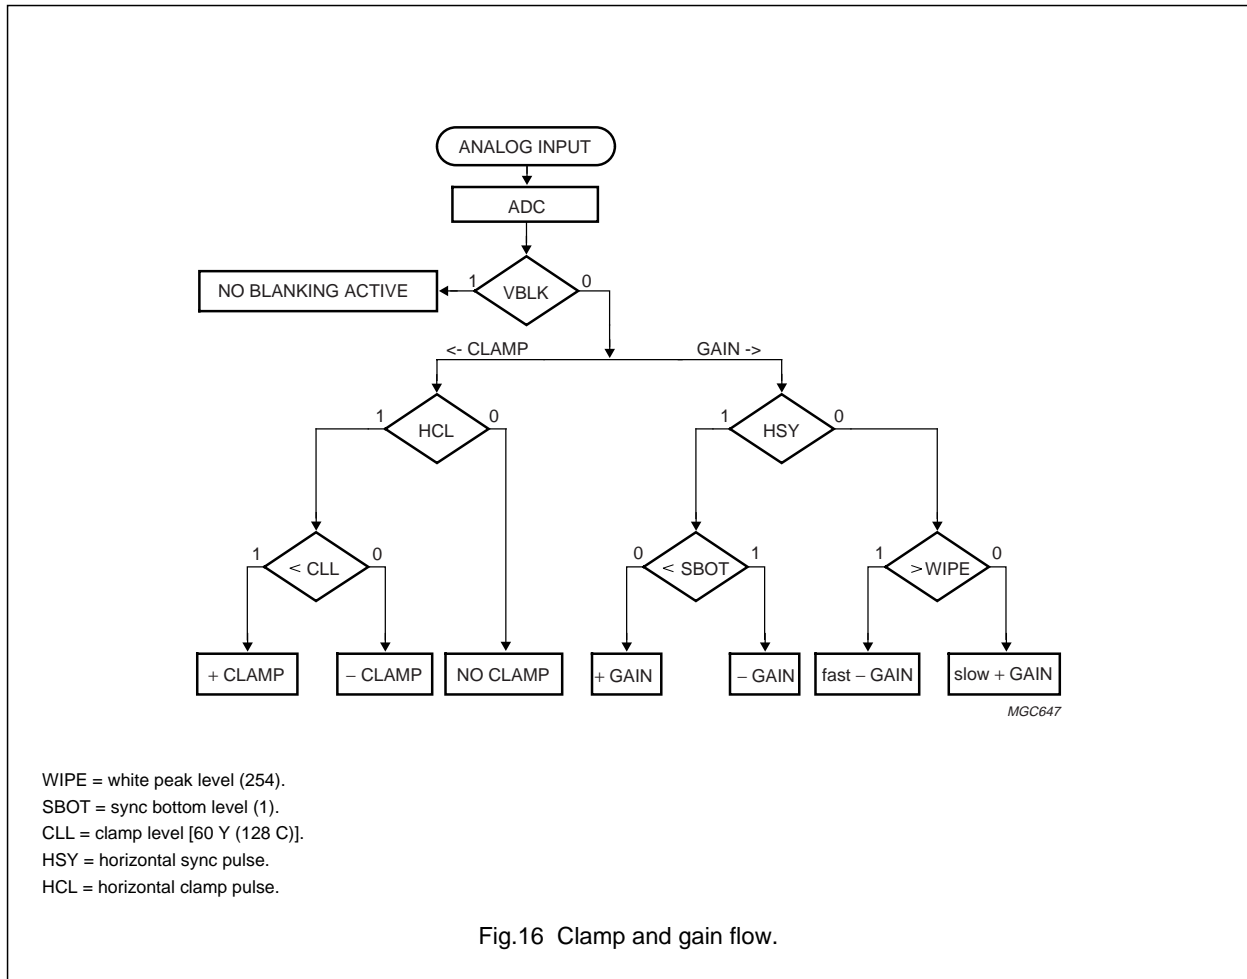 ANALOG INPUT
ADC
1 VBLK 0
NO BLANKING ACTIVE
<- CLAMP GAIN ->
1 HCL 0 1 HSY 0
1 < CLL 0 0 < SBOT 1 1 > WIPE 0
+ CLAMP − CLAMP NO CLAMP + GAIN − GAIN fast − GAIN slow + GAIN
MGC647
WIPE = white peak level (254).
SBOT = sync bottom level (1).
CLL = clamp level [60 Y (128 C)].
HSY = horizontal sync pulse.
HCL = horizontal clamp pulse.
Fig.16 Clamp and gain flow.